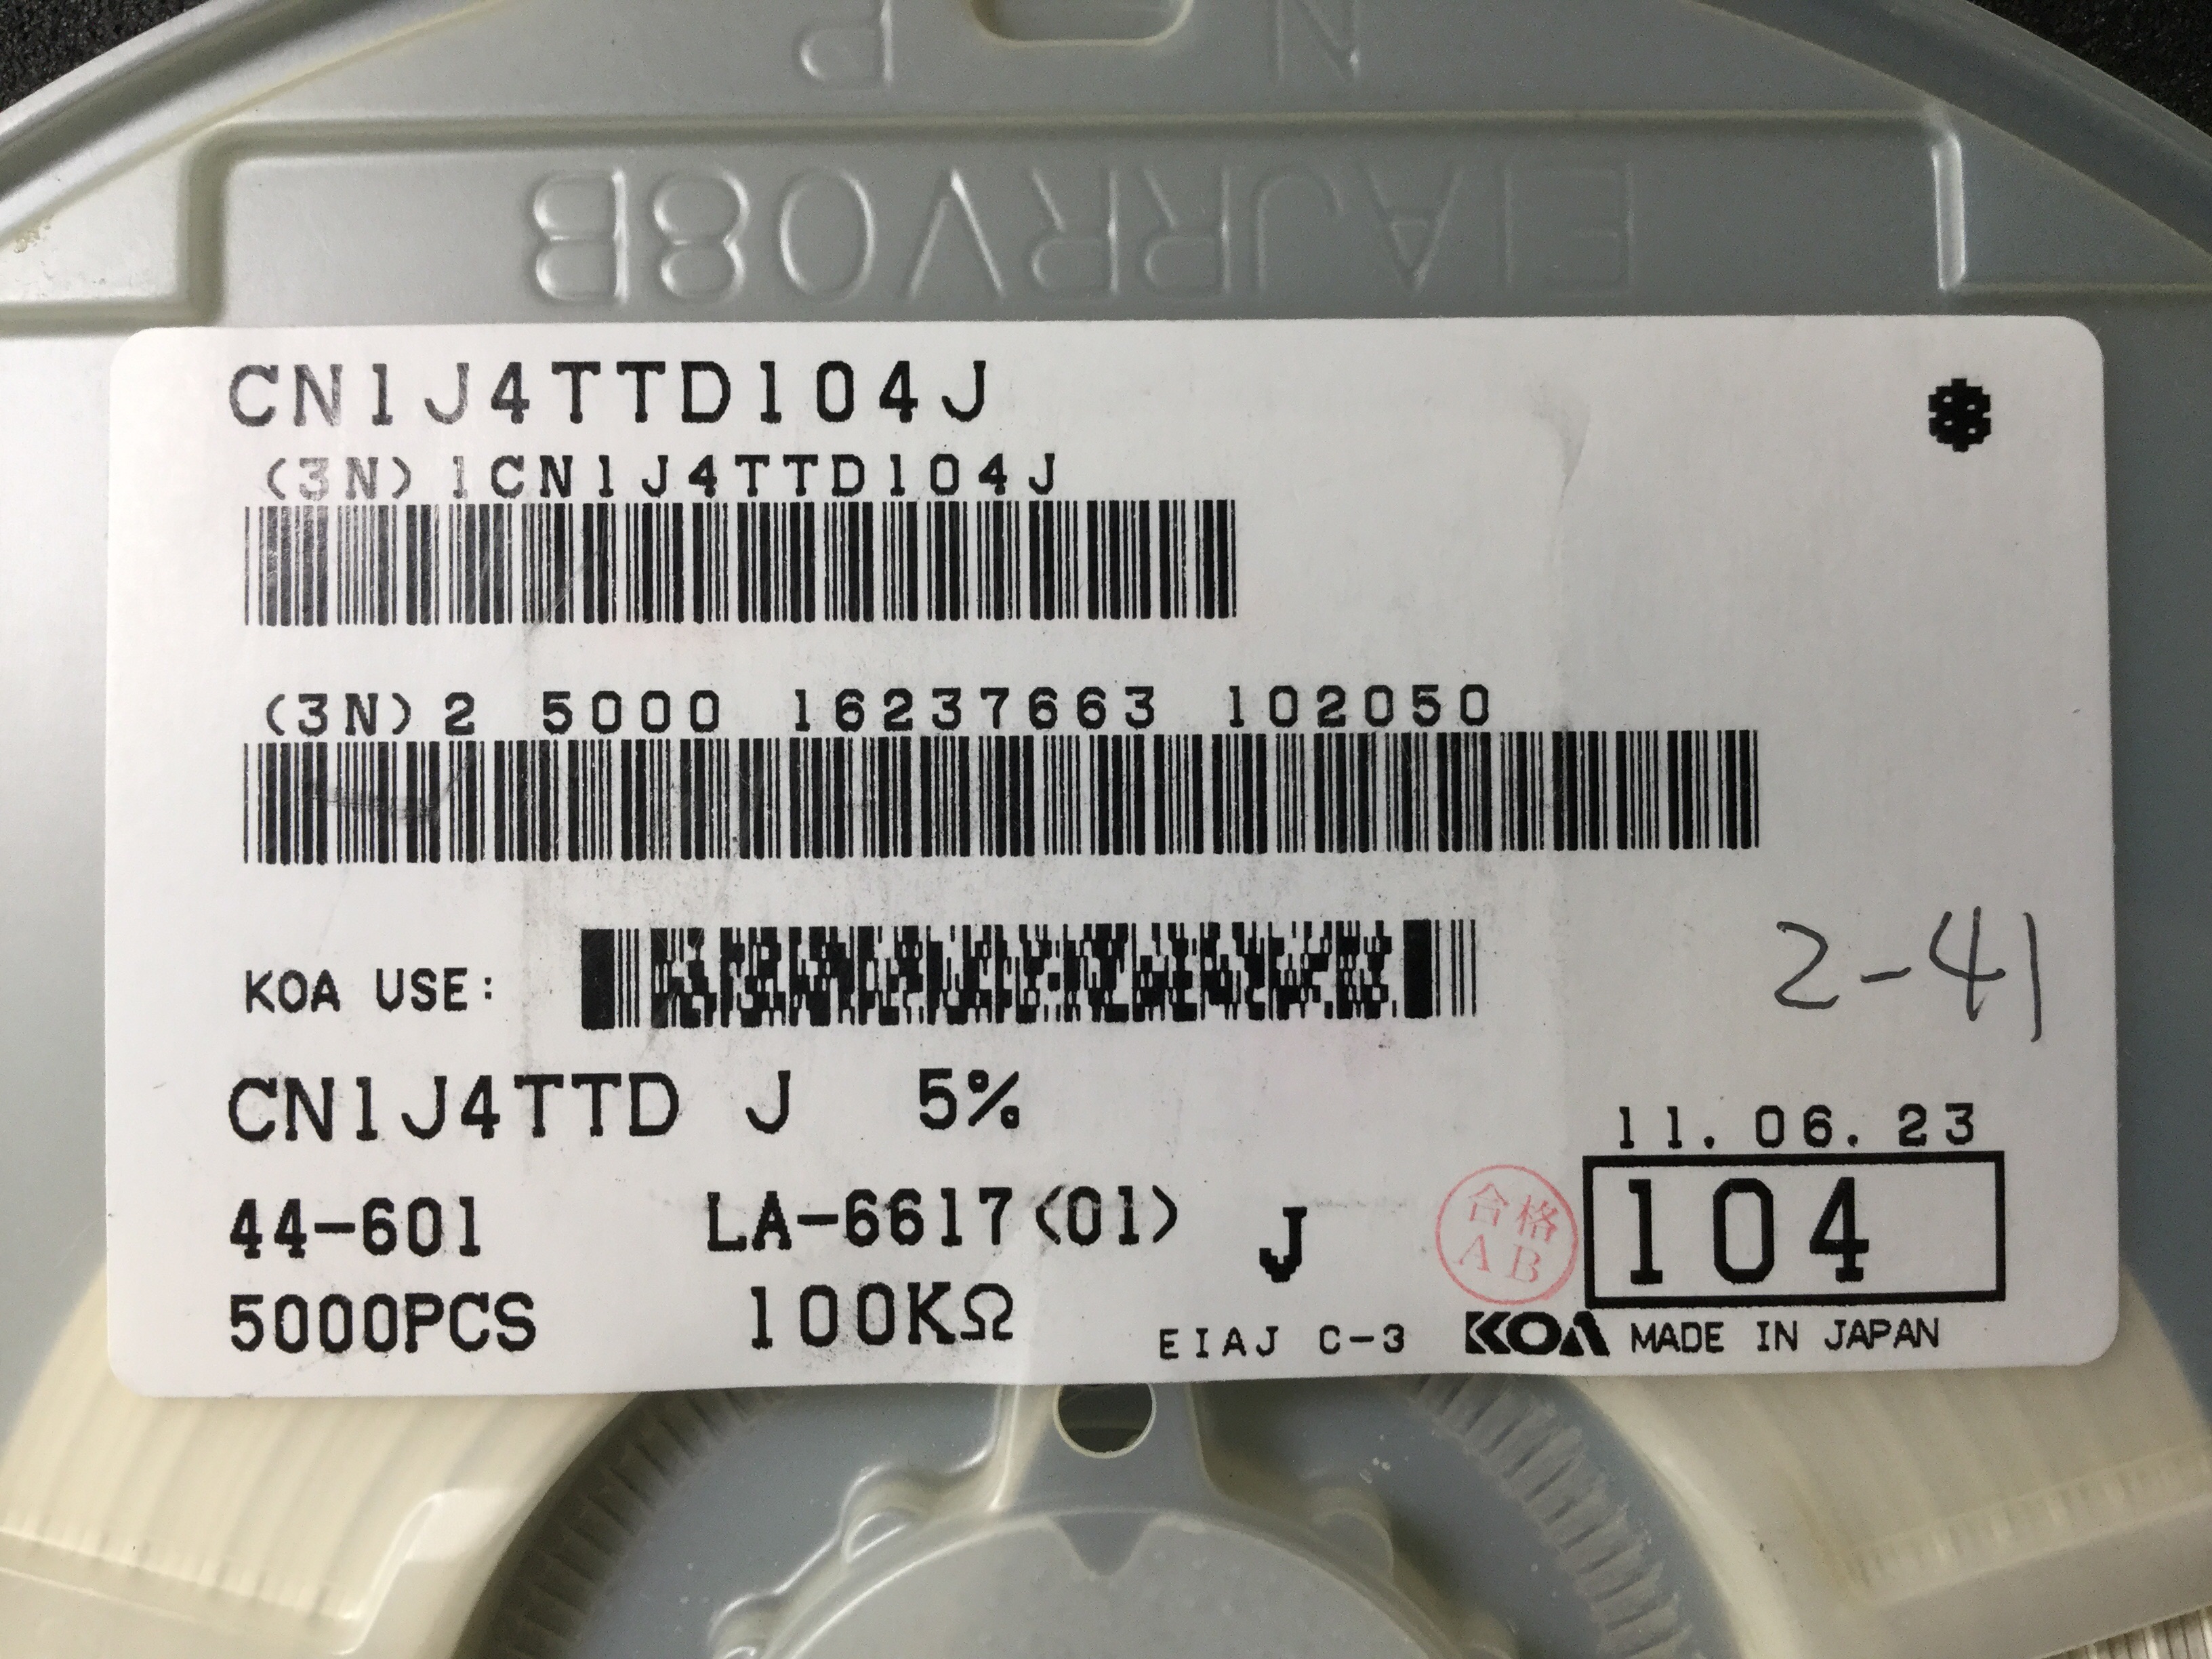 P N
EIAJRRV08B
CN1J4TTD104J
✽
(3N)1CN1J4TTD104J
(3N)2 5000 16237663 102050
KOA USE:
2-41
CN1J4TTD J 5%
11.06.23
44-601 LA-6617(01) J
合格
AB
104
5000PCS 100KΩ
EIAJ C-3 KOA MADE IN JAPAN